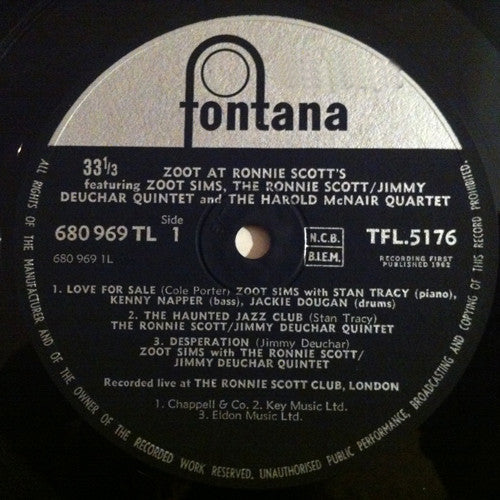 fontana
33 1/3
ZOOT AT RONNIE SCOTT'S
featuring ZOOT SIMS, THE RONNIE SCOTT/JIMMY
DEUCHAR QUINTET and THE HAROLD McNAIR QUARTET
680 969 TL
Side
1
N.C.B.
B.I.E.M.
TFL.5176
680 969 1L
RECORDING FIRST
PUBLISHED 1962
1. LOVE FOR SALE (Cole Porter) ZOOT SIMS with STAN TRACY (piano),
KENNY NAPPER (bass), JACKIE DOUGAN (drums)
2. THE HAUNTED JAZZ CLUB (Stan Tracy)
THE RONNIE SCOTT/JIMMY DEUCHAR QUINTET
3. DESPERATION (Jimmy Deuchar)
ZOOT SIMS with THE RONNIE SCOTT/
JIMMY DEUCHAR QUINTET
Recorded live at THE RONNIE SCOTT CLUB, LONDON
1. Chappell & Co. 2. Key Music Ltd.
3. Eldon Music Ltd.
ALL RIGHTS OF THE MANUFACTURER AND OF THE OWNER OF THE RECORDED WORK RESERVED. UNAUTHORISED PUBLIC PERFORMANCE, BROADCASTING AND COPYING OF THIS RECORD PROHIBITED.